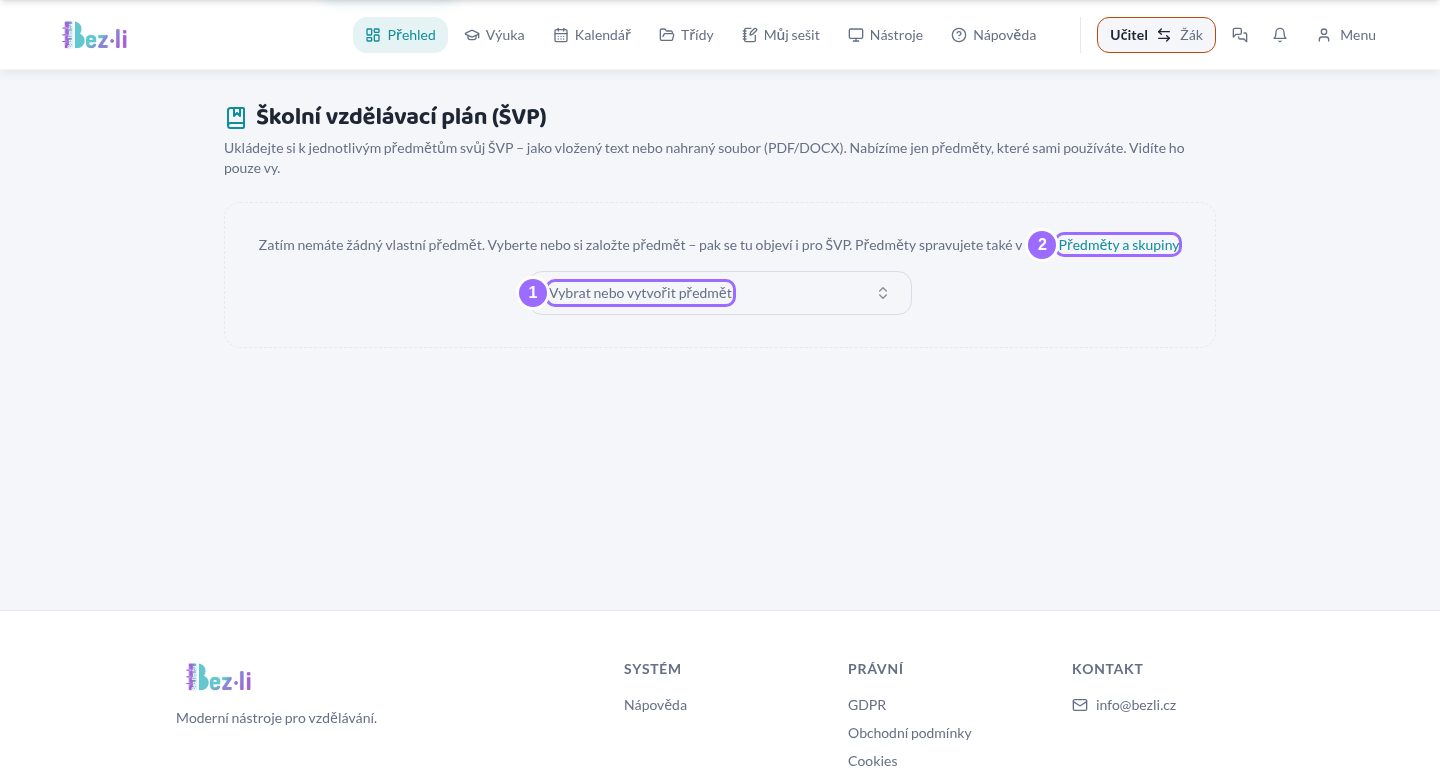 Bez·li
Přehled
Výuka
Kalendář
Třídy
Můj sešit
Nástroje
Nápověda
Učitel
Žák
Menu
Školní vzdělávací plán (ŠVP)
Ukládejte si k jednotlivým předmětům svůj ŠVP – jako vložený text nebo nahraný soubor (PDF/DOCX). Nabízíme jen předměty, které sami používáte. Vidíte ho
pouze vy.
Zatím nemáte žádný vlastní předmět. Vyberte nebo si založte předmět – pak se tu objeví i pro ŠVP. Předměty spravujete také v 2 Předměty a skupiny
1 Vybrat nebo vytvořit předmět
Bez·li
Moderní nástroje pro vzdělávání.
SYSTÉM
Nápověda
PRÁVNÍ
GDPR
Obchodní podmínky
Cookies
KONTAKT
info@bezli.cz